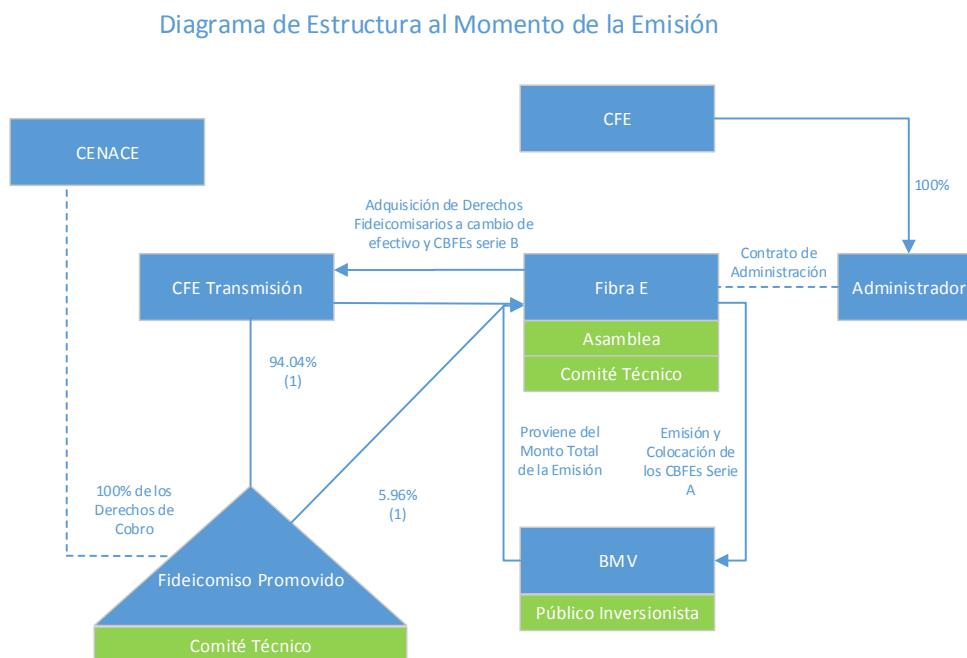 Diagrama de Estructura al Momento de la Emisión
CFE
CENACE
100%
Adquisición de Derechos
Fideicomisarios a cambio de
efectivo y CBFEs serie B
Contrato de
Administración
CFE Transmisión
Fibra E
Administrador
Asamblea
Comité Técnico
94.04%
(1)
Proviene del
Monto Total
de la Emisión
Emisión y
Colocación de
los CBFEs Serie
A
100% de los
Derechos de
Cobro
5.96%
(1)
Fideicomiso Promovido
Comité Técnico
BMV
Público Inversionista